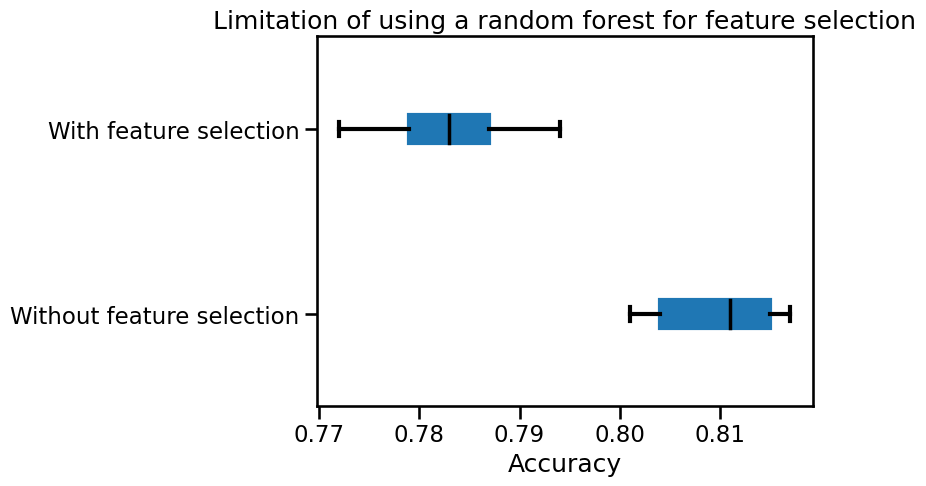 Limitation of using a random forest for feature selection
With feature selection
Without feature selection
0.77 0.78 0.79 0.80 0.81
Accuracy